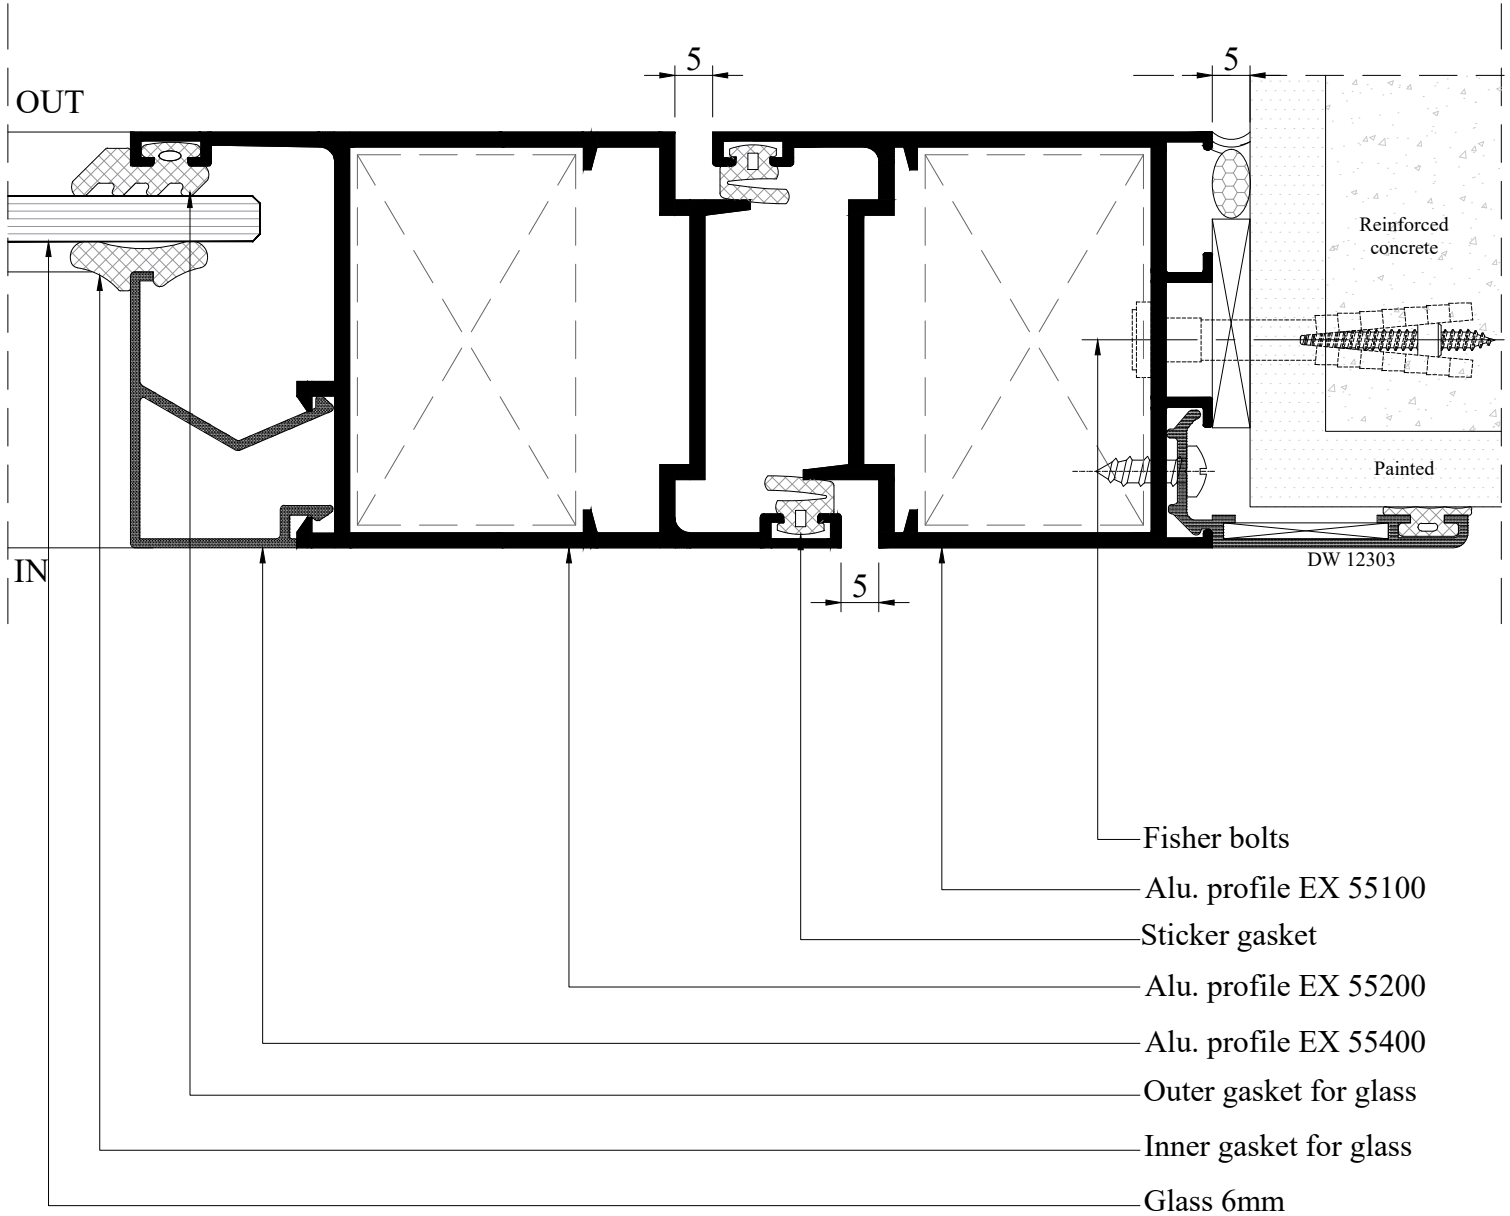 5
5
OUT
Reinforced
concrete
Painted
DW 12303
IN
5
Fisher bolts
Alu. profile EX 55100
Sticker gasket
Alu. profile EX 55200
Alu. profile EX 55400
Outer gasket for glass
Inner gasket for glass
Glass 6mm